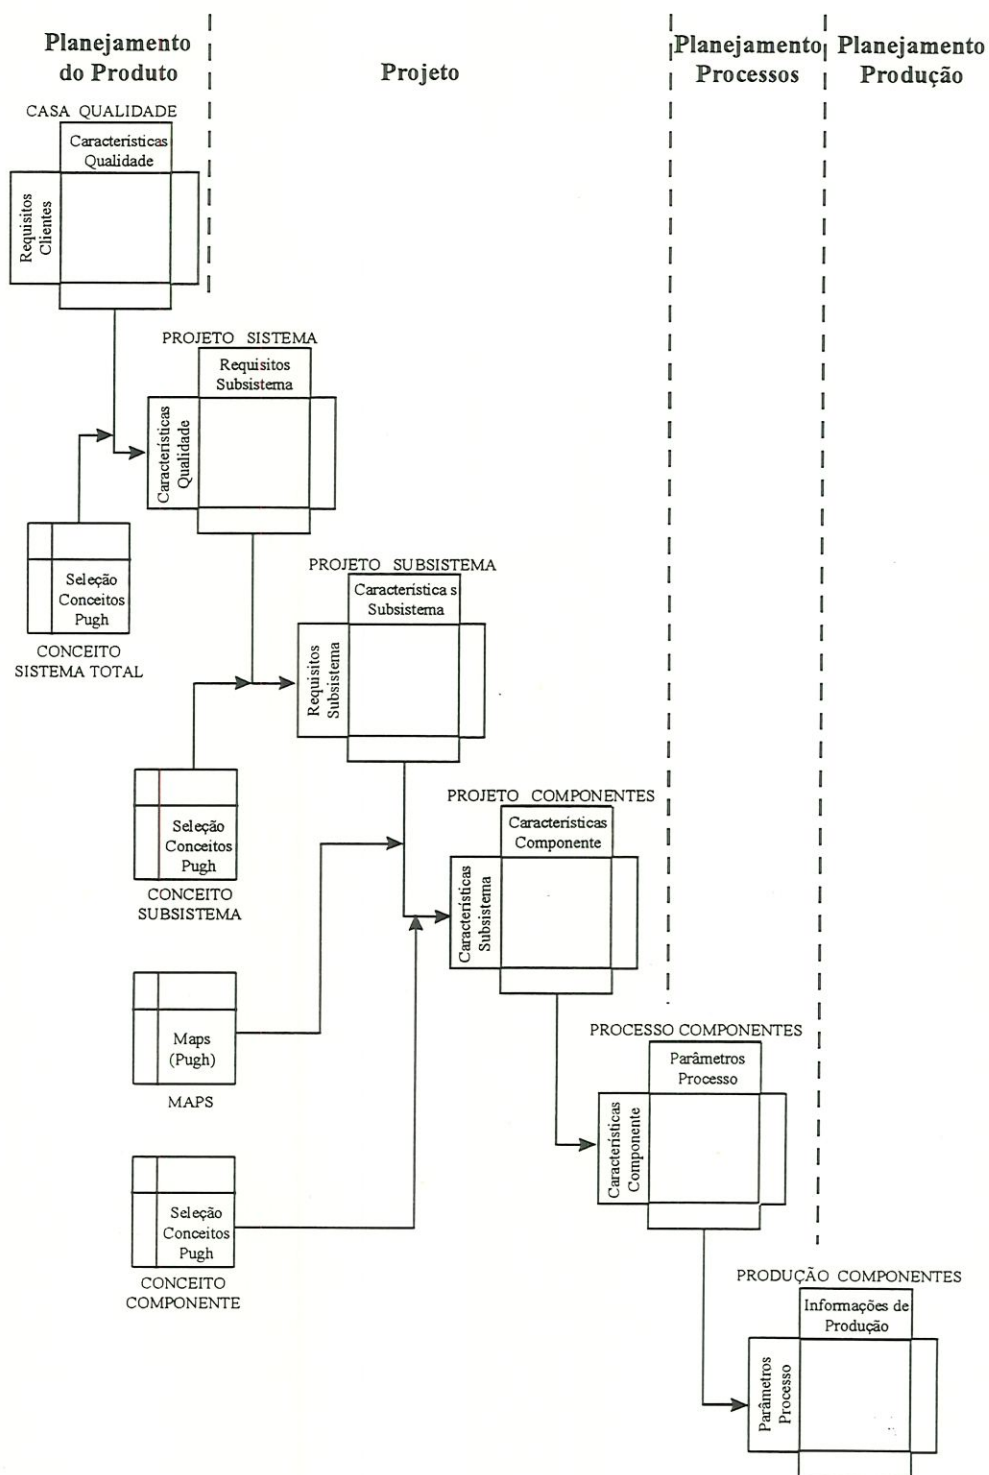 Planejamento
do Produto
Projeto
Planejamento
Processos
Planejamento
Produção
CASA QUALIDADE
Características
Qualidade
Requisitos
Clientes
PROJETO SISTEMA
Requisitos
Subsistema
Características
Qualidade
Seleção
Conceitos
Pugh
CONCEITO
SISTEMA TOTAL
PROJETO SUBSISTEMA
Característica s
Subsistema
Requisitos
Subsistema
Seleção
Conceitos
Pugh
CONCEITO
SUBSISTEMA
PROJETO COMPONENTES
Características
Componente
Características
Subsistema
Maps
(Pugh)
MAPS
PROCESSO COMPONENTES
Parâmetros
Processo
Características
Componente
Seleção
Conceitos
Pugh
CONCEITO
COMPONENTE
PRODUÇÃO COMPONENTES
Informações de
Produção
Parâmetros
Processo